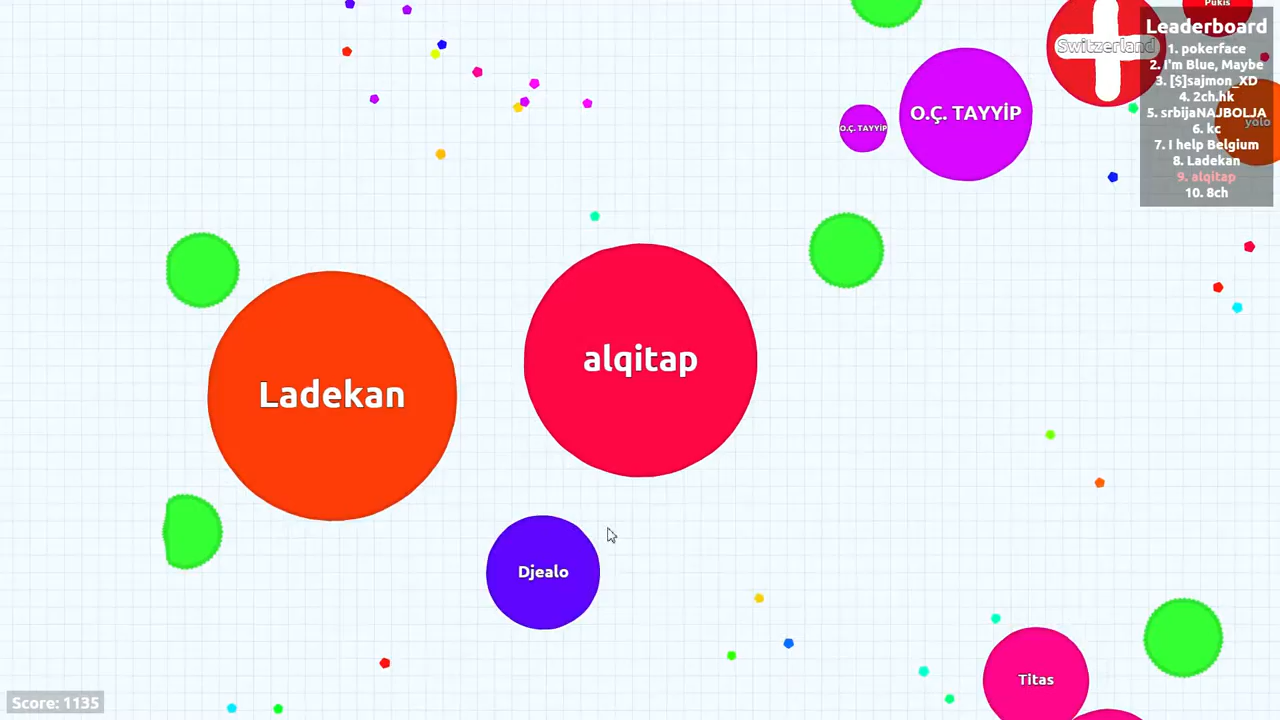 Pukis
Leaderboard
Switzerland
1. pokerface
2. I'm Blue, Maybe
3. [$]sajmon_XD
4. 2ch.hk
5. srbijaNAJBOLJA
6. kc
7. I help Belgium
8. Ladekan
9. alqitap
10. 8ch
yolo
O.Ç. TAYYİP
O.Ç. TAYYİP
alqitap
Ladekan
Djealo
Titas
Score: 1135